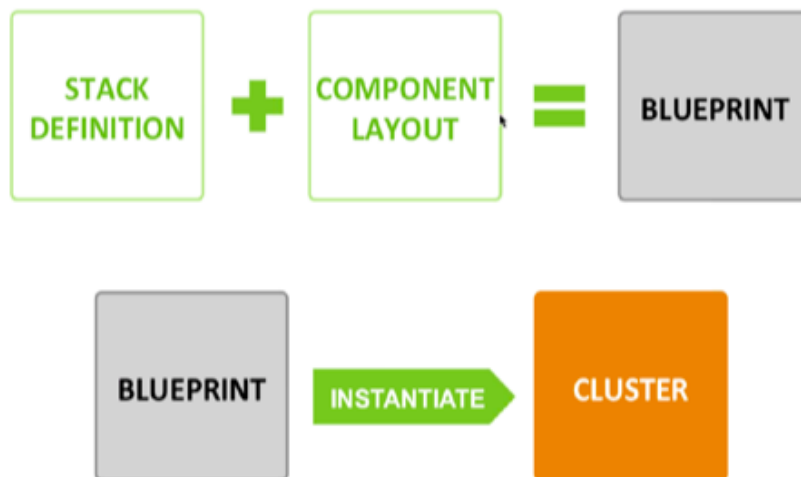 STACK
DEFINITION
COMPONENT
LAYOUT
BLUEPRINT
BLUEPRINT
INSTANTIATE
CLUSTER